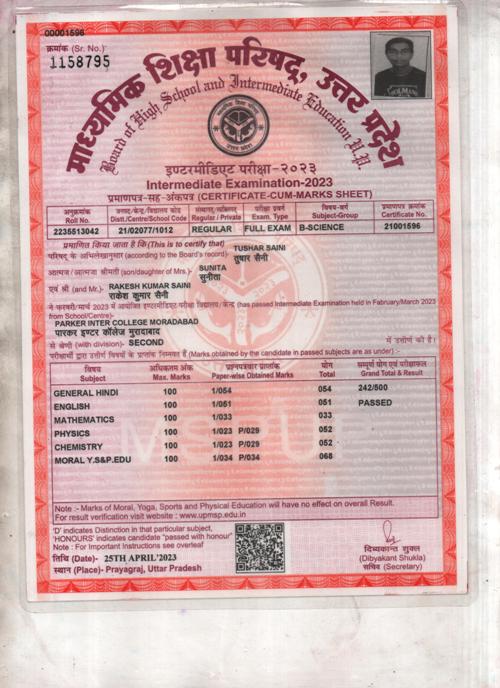 00001596
क्रमांक (Sr. No.)
1158795
माध्यमिक शिक्षा परिषद्, उत्तर प्रदेश
Board of High School and Intermediate Education U.P.
इण्टरमीडिएट परीक्षा-२०२३
Intermediate Examination-2023
प्रमाणपत्र-सह-अंकपत्र (CERTIFICATE-CUM-MARKS SHEET)
अनुक्रमांक Roll No. जनपद/केन्द्र/विद्यालय कोड Distt./Centre/School Code संस्थागत/व्यक्तिगत Regular / Private परीक्षा प्रकार Exam. Type विषय-वर्ग Subject-Group प्रमाणपत्र क्रमांक Certificate No.
2235513042 21/02077/1012 REGULAR FULL EXAM B-SCIENCE 21001596
प्रमाणित किया जाता है कि(This is to certify that) TUSHAR SAINI
परिषद् के अभिलेखानुसार (according to the Board's record)- तुषार सैनी
आत्मज / आत्मजा श्रीमती (son/daughter of Mrs.)- SUNITA
सुनीता
एवं श्री (and Mr.)- RAKESH KUMAR SAINI
राकेश कुमार सैनी
ने फरवरी/मार्च 2023 में आयोजित इण्टरमीडिएट परीक्षा विद्यालय/केन्द्र (has passed Intermediate Examination held in February/March 2023
from School/Centre)-
PARKER INTER COLLEGE MORADABAD
पारकर इण्टर कॉलेज मुरादाबाद
से श्रेणी (with division)- SECOND में उत्तीर्ण की है।
परीक्षार्थी द्वारा उत्तीर्ण विषयों के प्राप्तांक निम्नवत हैं (Marks obtained by the candidate in passed subjects are as under) :-
विषय अधिकतम अंक प्रश्नपत्रवार प्राप्तांक योग सम्पूर्ण योग एवं परीक्षाफल
Subject Max. Marks Paper-wise Obtained Marks Total Grand Total & Result
GENERAL HINDI 100 1/054 054 242/500
ENGLISH 100 1/051 051 PASSED
MATHEMATICS 100 1/033 033
PHYSICS 100 1/023 P/029 052
CHEMISTRY 100 1/023 P/029 052
MORAL Y.S&P.EDU 100 1/034 P/034 068
Note :- Marks of Moral, Yoga, Sports and Physical Education will have no effect on overall Result.
For result verification visit website : www.upmsp.edu.in
'D' indicates Distinction in that particular subject,
'HONOURS' indicates candidate "passed with honour"
Note : For Important Instructions see overleaf
तिथि (Date)- 25TH APRIL'2023
स्थान (Place)- Prayagraj, Uttar Pradesh
दिव्यकान्त शुक्ल
(Dibyakant Shukla)
सचिव (Secretary)